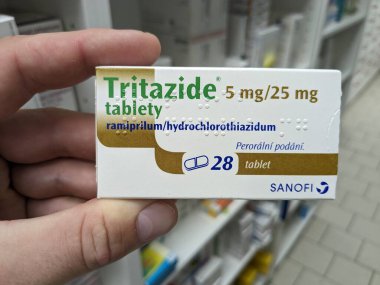 Tritazide® 5 mg/25 mg
tablety
ramiprilum/hydrochlorothiazidum
Perorální podání.
28 tablet
SANOFI